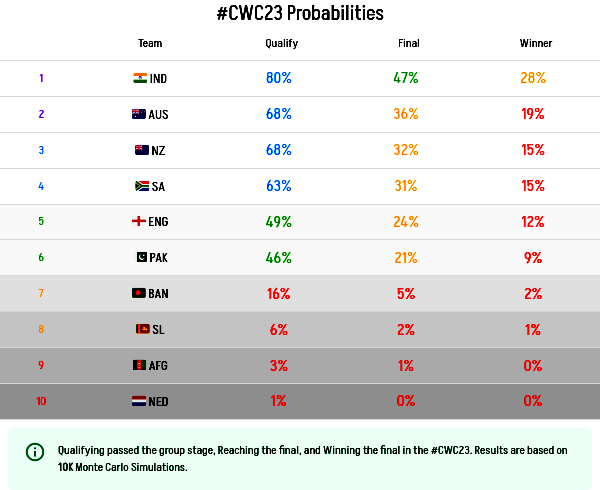 #CWC23 Probabilities
Team Qualify Final Winner
1 IND 80% 47% 28%
2 AUS 68% 36% 19%
3 NZ 68% 32% 15%
4 SA 63% 31% 15%
5 ENG 49% 24% 12%
6 PAK 46% 21% 9%
7 BAN 16% 5% 2%
8 SL 6% 2% 1%
9 AFG 3% 1% 0%
10 NED 1% 0% 0%
Qualifying passed the group stage, Reaching the final, and Winning the final in the #CWC23. Results are based on
10K Monte Carlo Simulations.